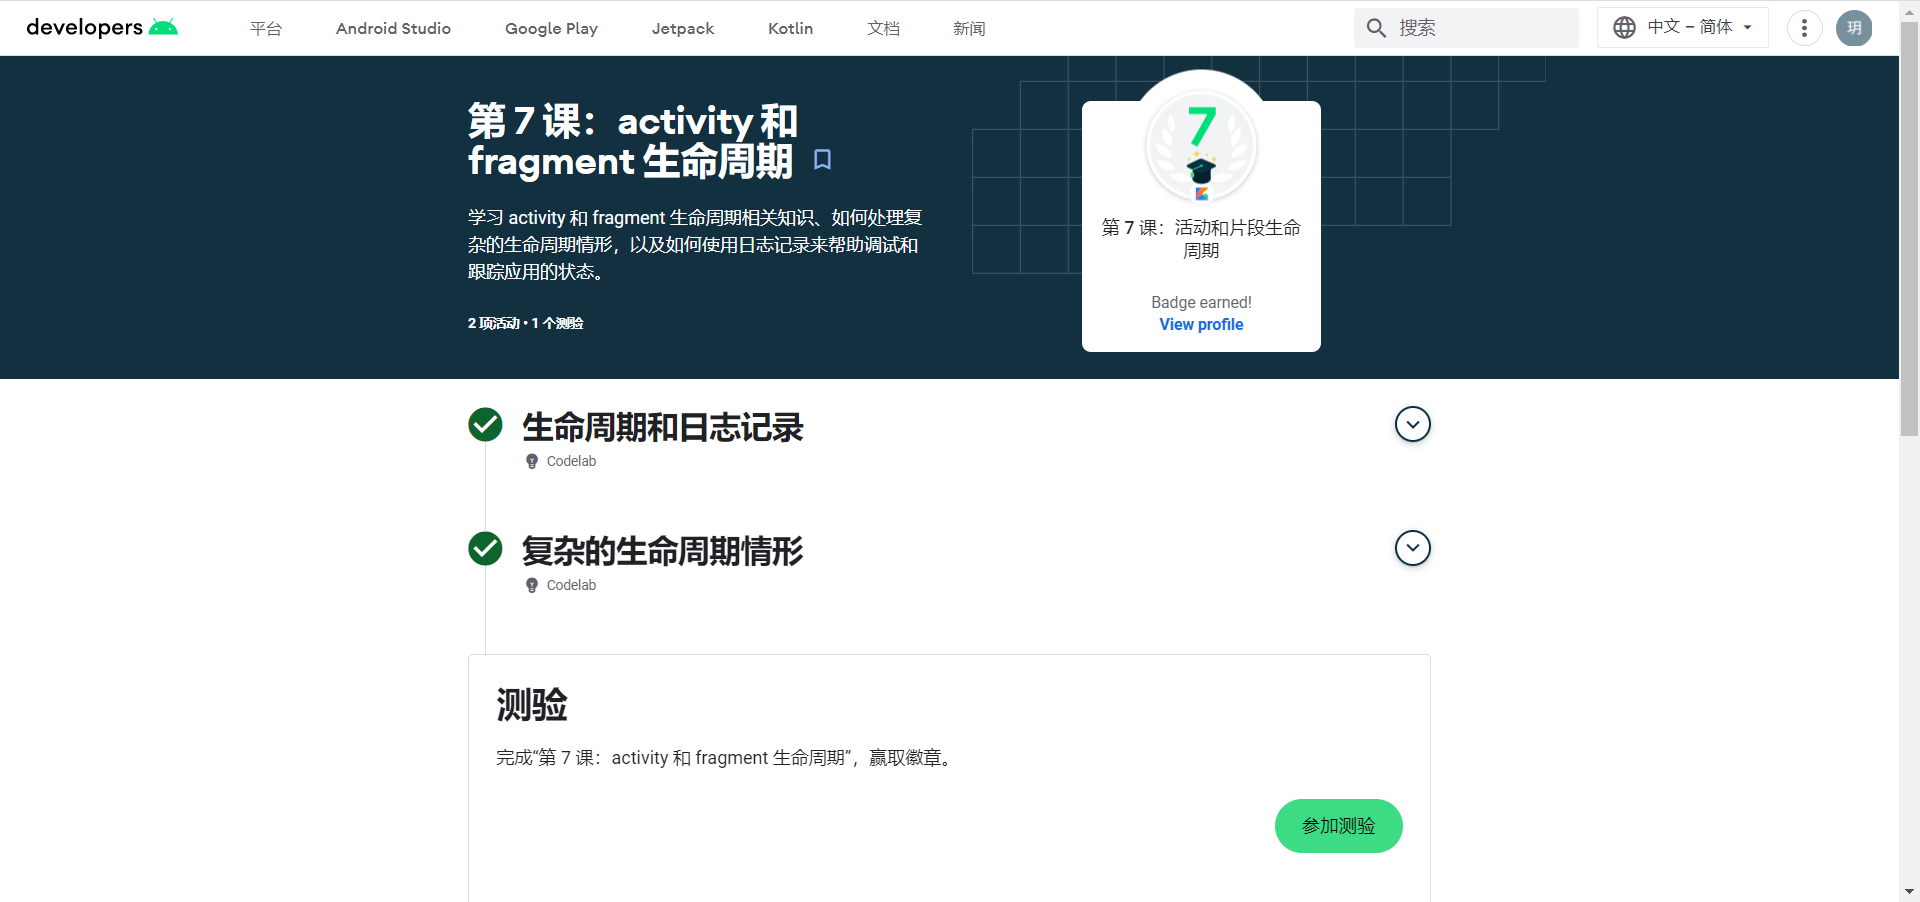 developers
平台
Android Studio
Google Play
Jetpack
Kotlin
文档
新闻
搜索
中文 – 简体
玥
第 7 课：activity 和
fragment 生命周期
学习 activity 和 fragment 生命周期相关知识、如何处理复
杂的生命周期情形，以及如何使用日志记录来帮助调试和
跟踪应用的状态。
2 项活动 • 1 个测验
7
第 7 课：活动和片段生命
周期
Badge earned!
View profile
生命周期和日志记录
Codelab
复杂的生命周期情形
Codelab
测验
完成“第 7 课：activity 和 fragment 生命周期”，赢取徽章。
参加测验